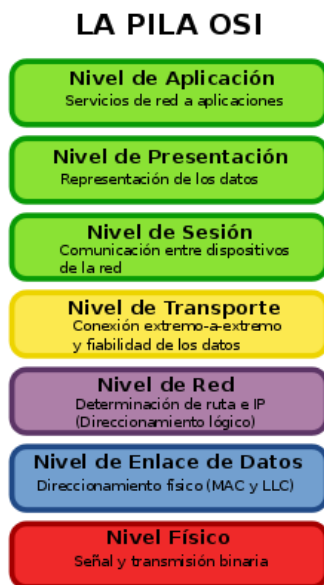 LA PILA OSI
Nivel de Aplicación
Servicios de red a aplicaciones
Nivel de Presentación
Representación de los datos
Nivel de Sesión
Comunicación entre dispositivos
de la red
Nivel de Transporte
Conexión extremo-a-extremo
y fiabilidad de los datos
Nivel de Red
Determinación de ruta e IP
(Direccionamiento lógico)
Nivel de Enlace de Datos
Direccionamiento físico (MAC y LLC)
Nivel Físico
Señal y transmisión binaria